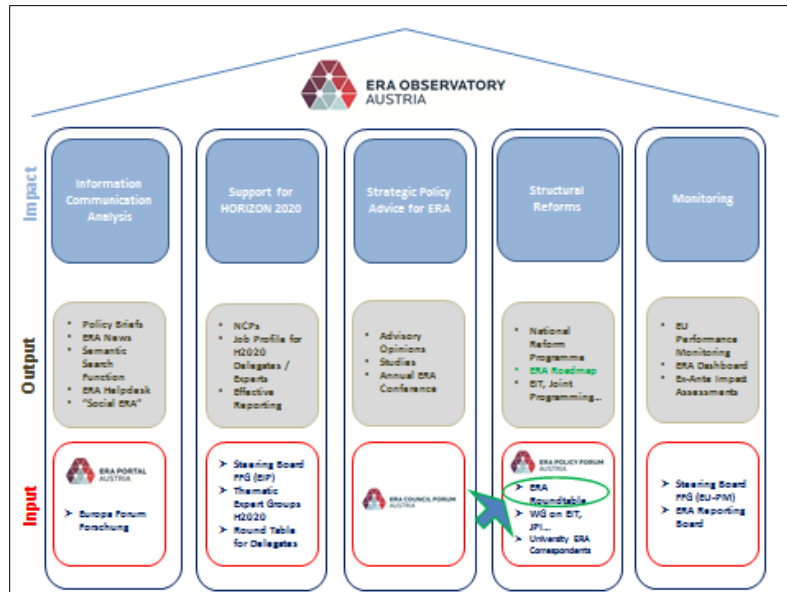 ERA OBSERVATORY
AUSTRIA
Impact
Information
Communication
Analysis
Support for
HORIZON 2020
Strategic Policy
Advice for ERA
Structural
Reforms
Monitoring
Output
Policy Briefs
ERA News
Semantic
Search
Function
ERA Helpdesk
"Social ERA"
NCPs
Job Profile for
H2020
Delegates /
Experts
Effective
Reporting
Advisory
Opinions
Studies
Annual ERA
Conference
National
Reform
Programme
ERA Roadmap
EIT, Joint
Programming...
EU
Performance
Monitoring
ERA Dashboard
Ex-Ante Impact
Assessments
Input
ERA PORTAL
AUSTRIA
Europa Forum
Forschung
Steering Board
FFG (EIP)
Thematic
Expert Groups
H2020
Round Table
for Delegates
ERA COUNCIL FORUM
AUSTRIA
ERA POLICY FORUM
AUSTRIA
ERA
Roundtable
WG on EIT,
JPI...
University ERA
Correspondents
Steering Board
FFG (EU-PM)
ERA Reporting
Board